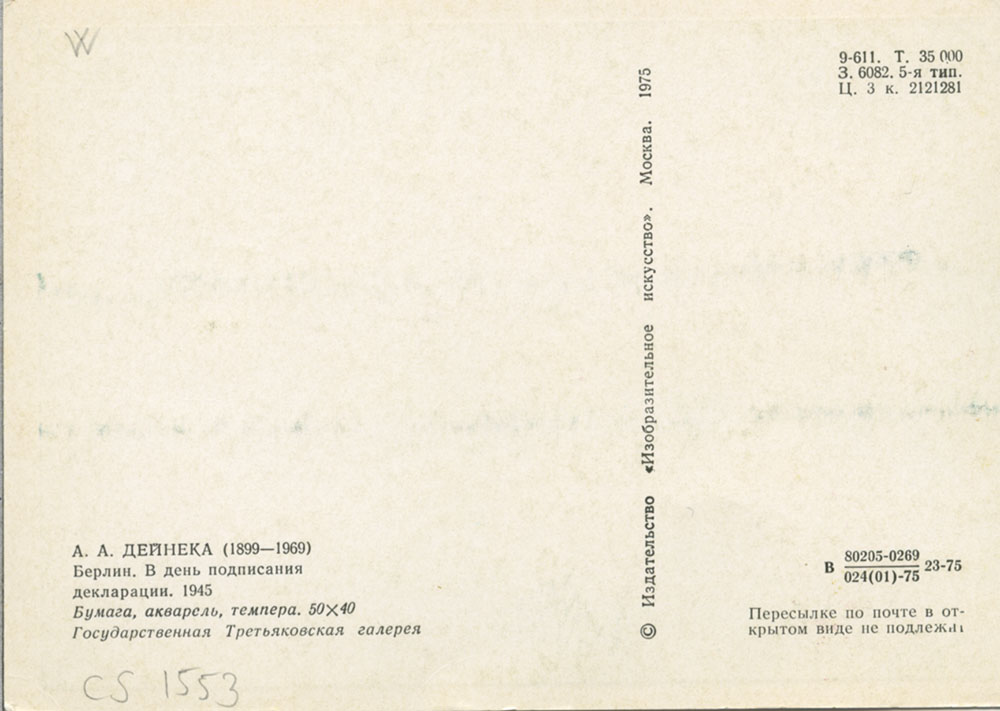 W
9-611. Т. 35 000
З. 6082. 5-я тип.
Ц. 3 к. 2121281
© Издательство «Изобразительное искусство». Москва. 1975
А. А. ДЕЙНЕКА (1899—1969)
Берлин. В день подписания
декларации. 1945
Бумага, акварель, темпера. 50×40
Государственная Третьяковская галерея
В 80205-0269 23-75
024(01)-75
Пересылке по почте в от-
крытом виде не подлежит
CS 1553